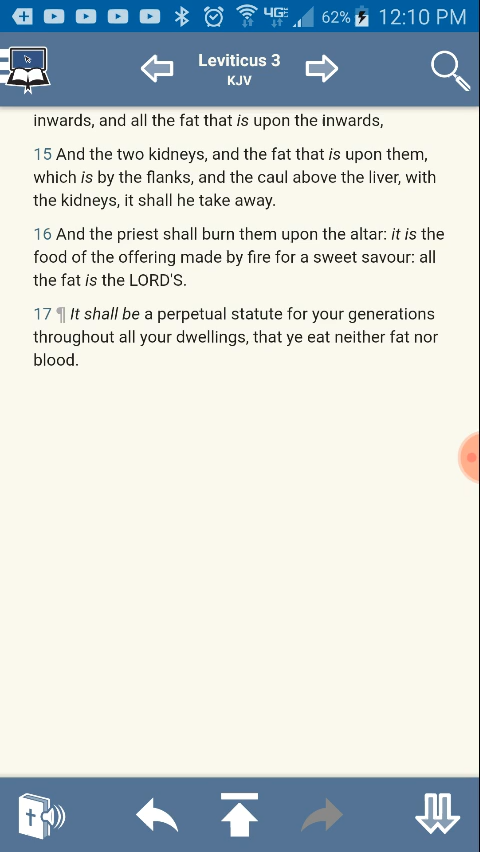 62% 12:10 PM
Leviticus 3
KJV
inwards, and all the fat that is upon the inwards,
15 And the two kidneys, and the fat that is upon them,
which is by the flanks, and the caul above the liver, with
the kidneys, it shall he take away.
16 And the priest shall burn them upon the altar: it is the
food of the offering made by fire for a sweet savour: all
the fat is the LORD'S.
17 ¶ It shall be a perpetual statute for your generations
throughout all your dwellings, that ye eat neither fat nor
blood.